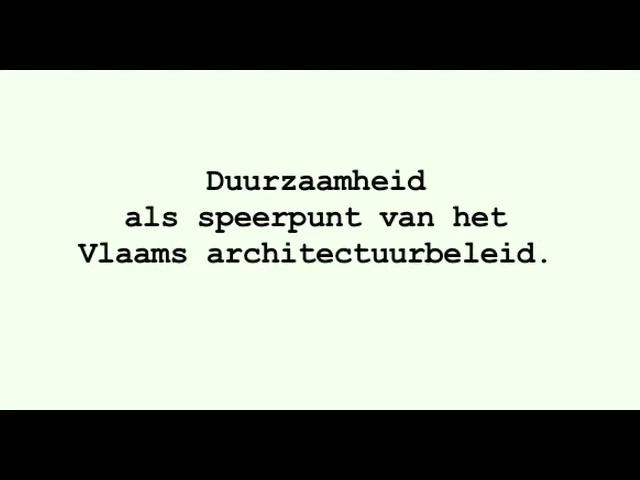 Duurzaamheid
als speerpunt van het
Vlaams architectuurbeleid.